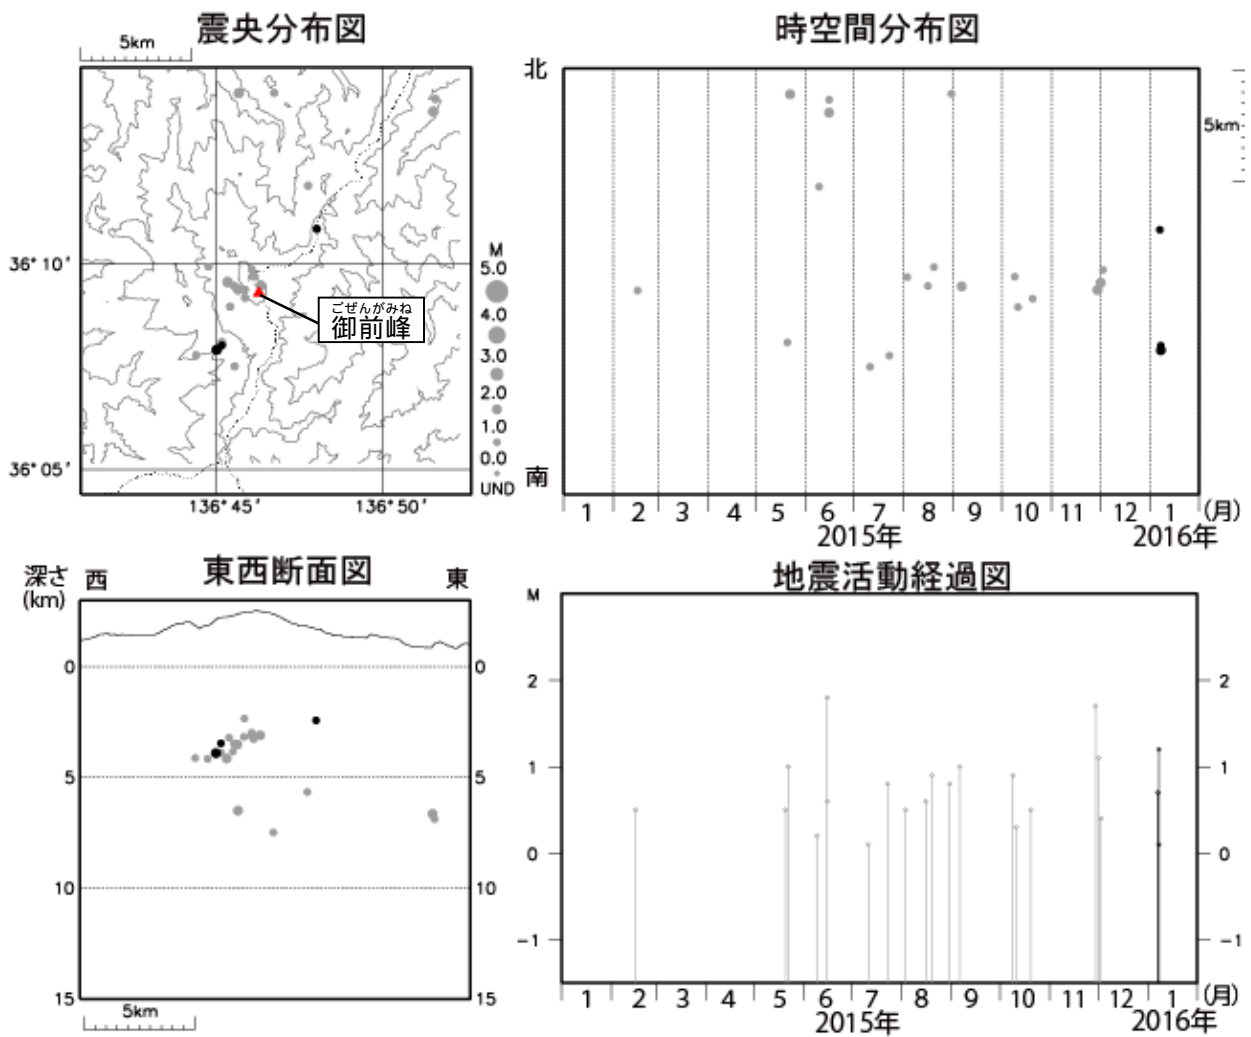 震央分布図
5km
36°10′
36°05′
136°45′
136°50′
ごぜんがみね
御前峰
M
5.0
4.0
3.0
2.0
1.0
0.0
UND
時空間分布図
北
南
5km
1 2 3 4 5 6 7 8 9 10 11 12 1 (月)
2015年 2016年
東西断面図
深さ
(km)
西 東
0 0
5 5
10 10
15 15
5km
地震活動経過図
M
2 2
1 1
0 0
-1 -1
1 2 3 4 5 6 7 8 9 10 11 12 1 (月)
2015年 2016年